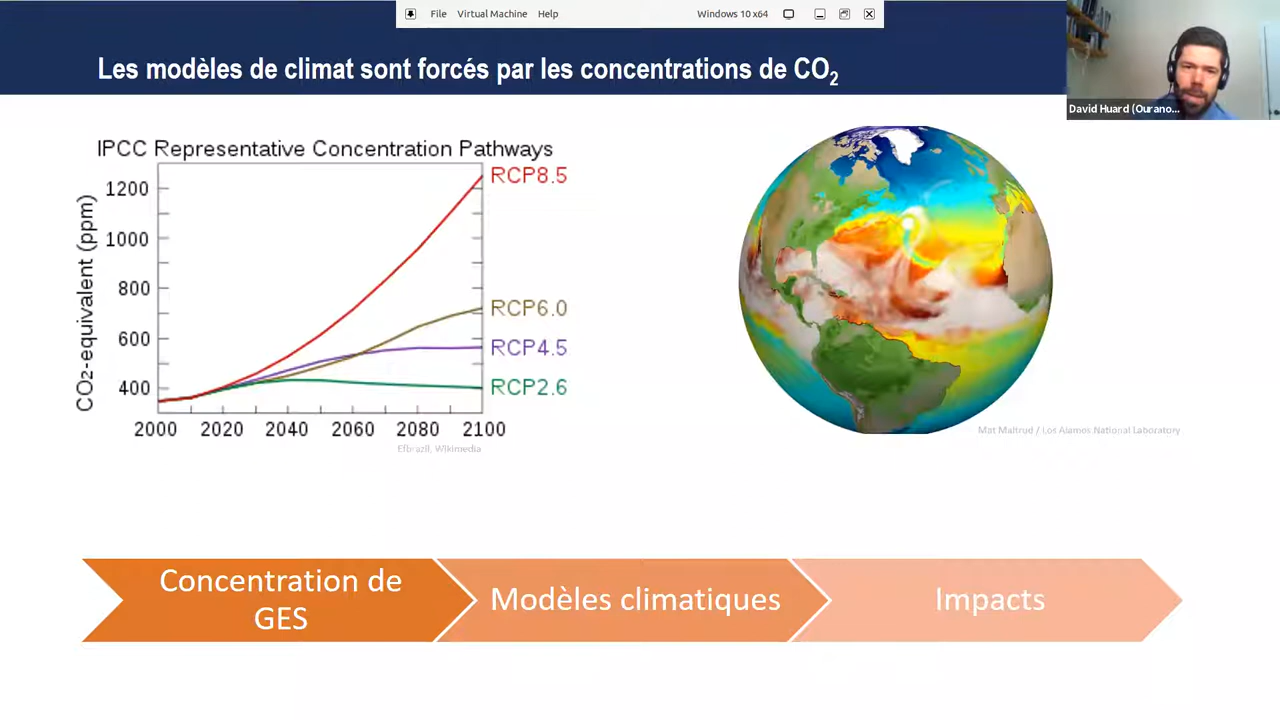 File Virtual Machine Help
Windows 10 x64
Les modèles de climat sont forcés par les concentrations de CO₂
David Huard (Ourano...
IPCC Representative Concentration Pathways
CO₂-equivalent (ppm)
1200
1000
800
600
400
2000 2020 2040 2060 2080 2100
RCP8.5
RCP6.0
RCP4.5
RCP2.6
Efbrazil, Wikimedia
Mat Maltrud / Los Alamos National Laboratory
Concentration de
GES
Modèles climatiques
Impacts